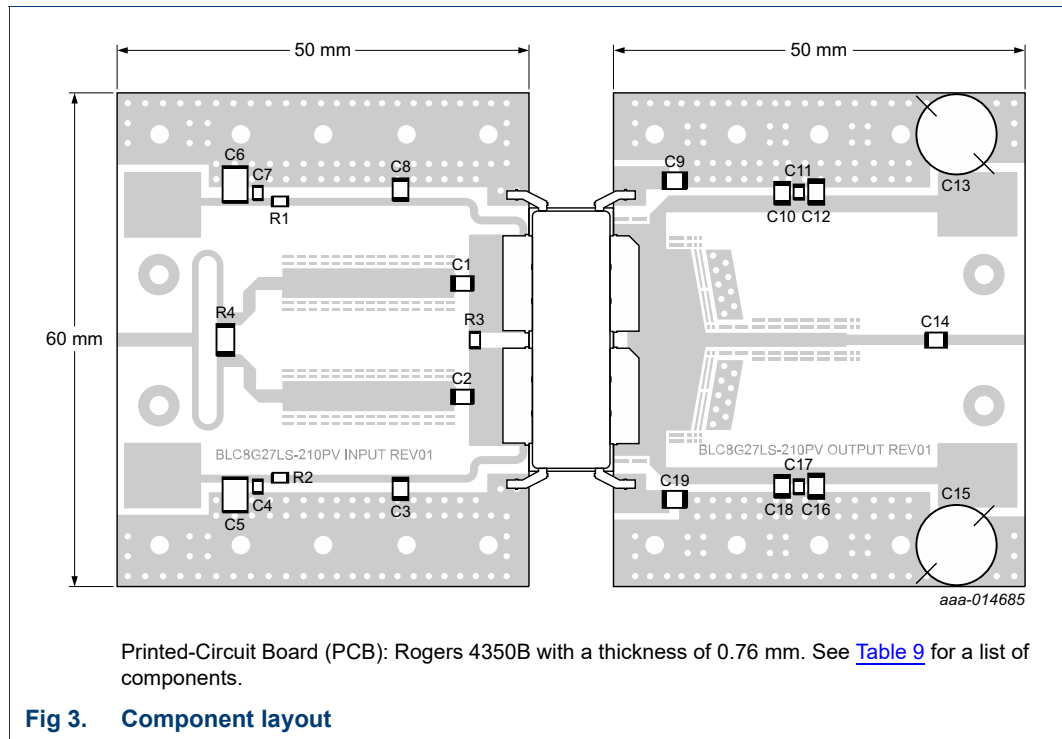 50 mm
50 mm
60 mm
C6
C7
R1
C8
C9
C11
C10
C12
C13
C1
R4
R3
C14
C2
BLC8G27LS-210PV INPUT REV01
BLC8G27LS-210PV OUTPUT REV01
C5
C4
R2
C3
C19
C17
C18
C16
C15
aaa-014685
Printed-Circuit Board (PCB): Rogers 4350B with a thickness of 0.76 mm. See Table 9 for a list of
components.
Fig 3. Component layout